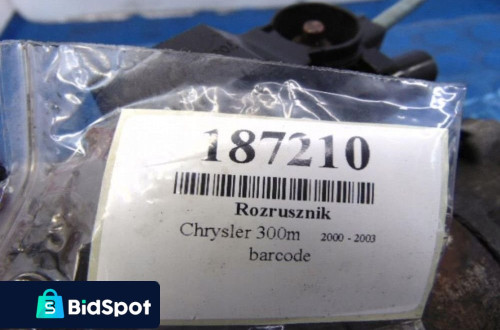 187210
Rozrusznik
Chrysler 300m 2000 - 2003
barcode
S
BidSpot